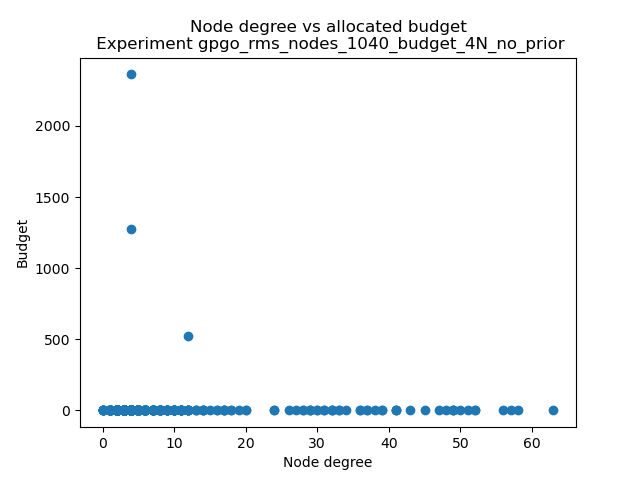 Node degree vs allocated budget
Experiment gpgo_rms_nodes_1040_budget_4N_no_prior
2000
1500
1000
500
0
Budget
0 10 20 30 40 50 60
Node degree